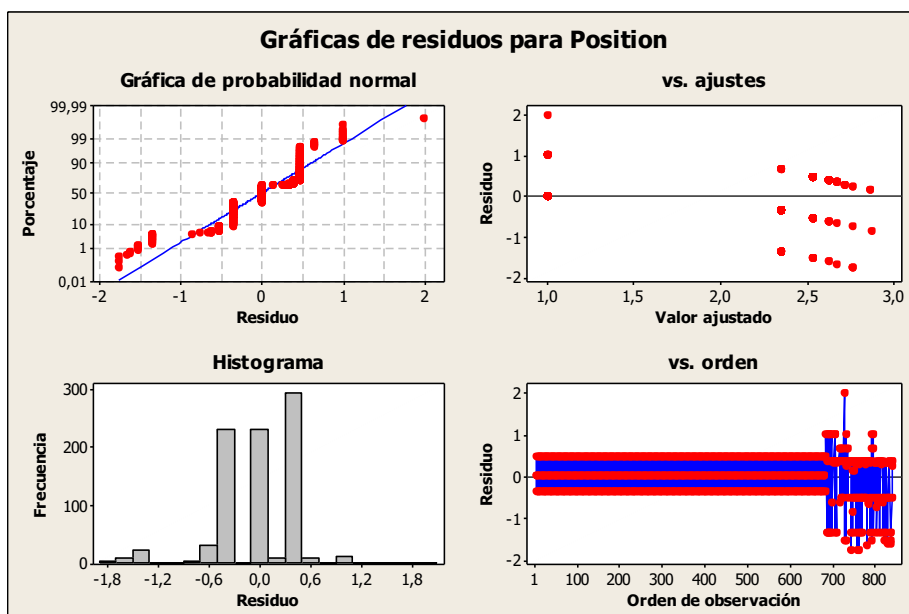 Gráficas de residuos para Position
Gráfica de probabilidad normal
Porcentaje
99,99
99
90
50
10
1
0,01
-2 -1 0 1 2
Residuo
vs. ajustes
Residuo
2
1
0
-1
-2
1,0 1,5 2,0 2,5 3,0
Valor ajustado
Histograma
Frecuencia
300
200
100
0
-1,8 -1,2 -0,6 0,0 0,6 1,2 1,8
Residuo
vs. orden
Residuo
2
1
0
-1
-2
1 100 200 300 400 500 600 700 800
Orden de observación